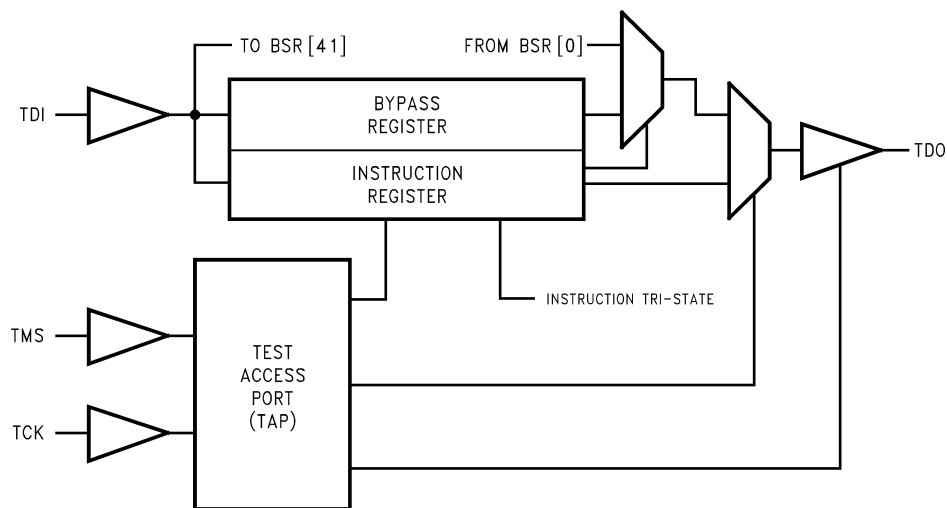 TO BSR [41]
FROM BSR [0]
TDI
BYPASS
REGISTER
INSTRUCTION
REGISTER
TDO
INSTRUCTION TRI-STATE
TMS
TEST
ACCESS
PORT
(TAP)
TCK